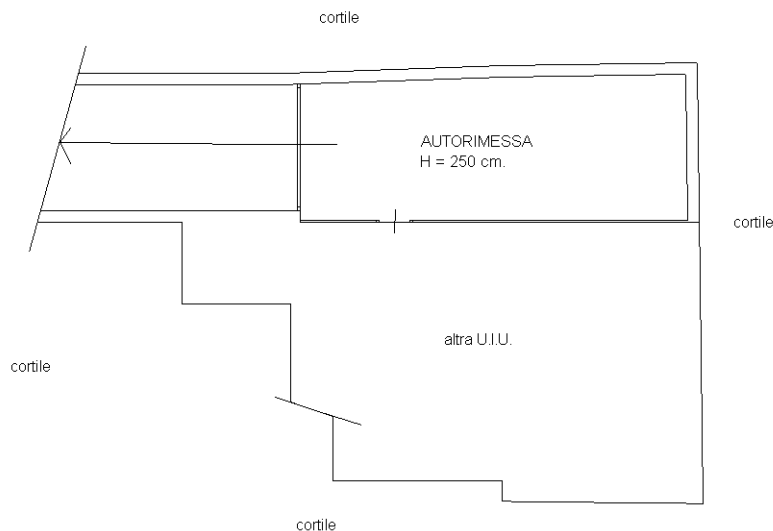 cortile
AUTORIMESSA
H = 250 cm.
cortile
altra U.I.U.
cortile
cortile